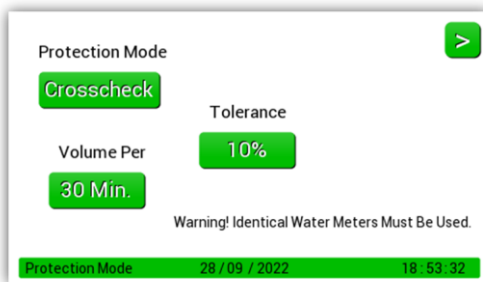 >
Protection Mode
Crosscheck
Tolerance
10%
Volume Per
30 Min.
Warning! Identical Water Meters Must Be Used.
Protection Mode 28 / 09 / 2022 18 : 53 : 32